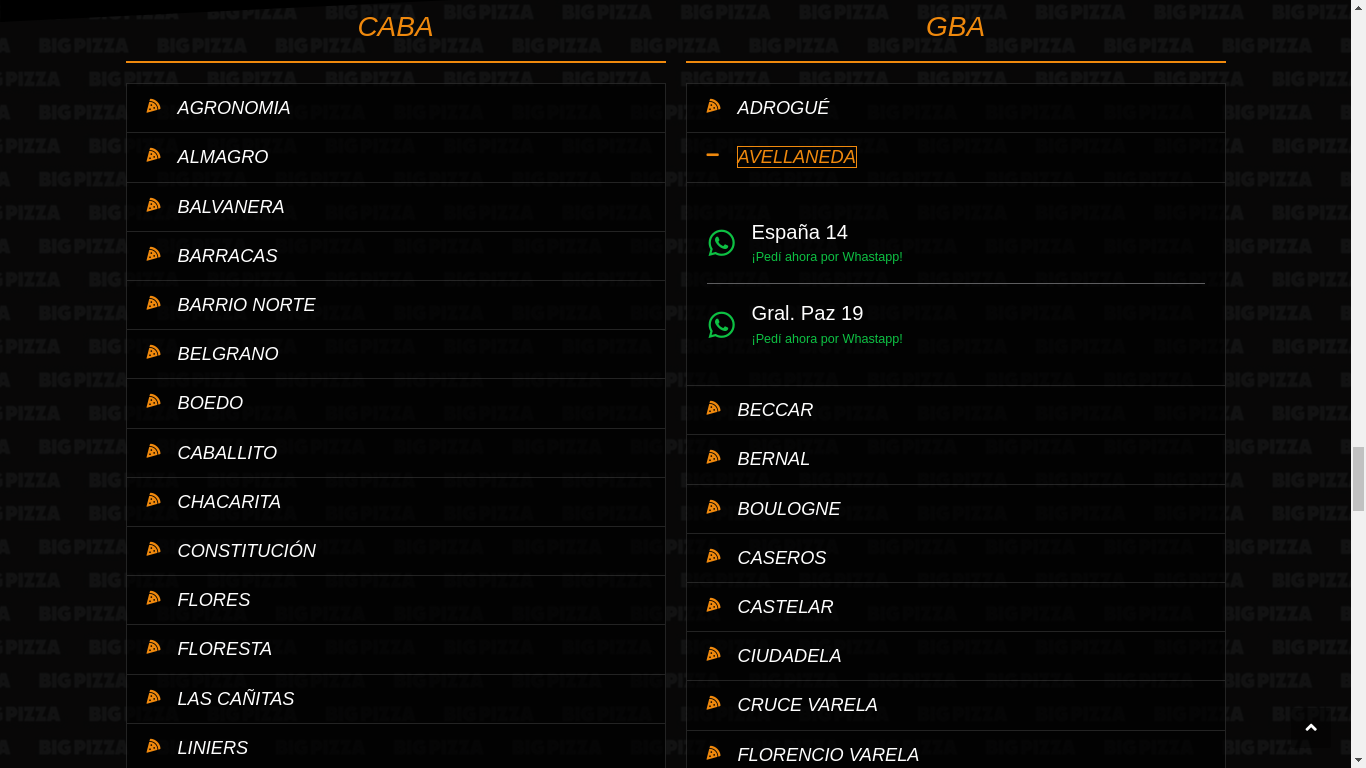 CABA
AGRONOMIA
ALMAGRO
BALVANERA
BARRACAS
BARRIO NORTE
BELGRANO
BOEDO
CABALLITO
CHACARITA
CONSTITUCIÓN
FLORES
FLORESTA
LAS CAÑITAS
LINIERS
GBA
ADROGUÉ
AVELLANEDA
España 14
¡Pedí ahora por Whastapp!
Gral. Paz 19
¡Pedí ahora por Whastapp!
BECCAR
BERNAL
BOULOGNE
CASEROS
CASTELAR
CIUDADELA
CRUCE VARELA
FLORENCIO VARELA